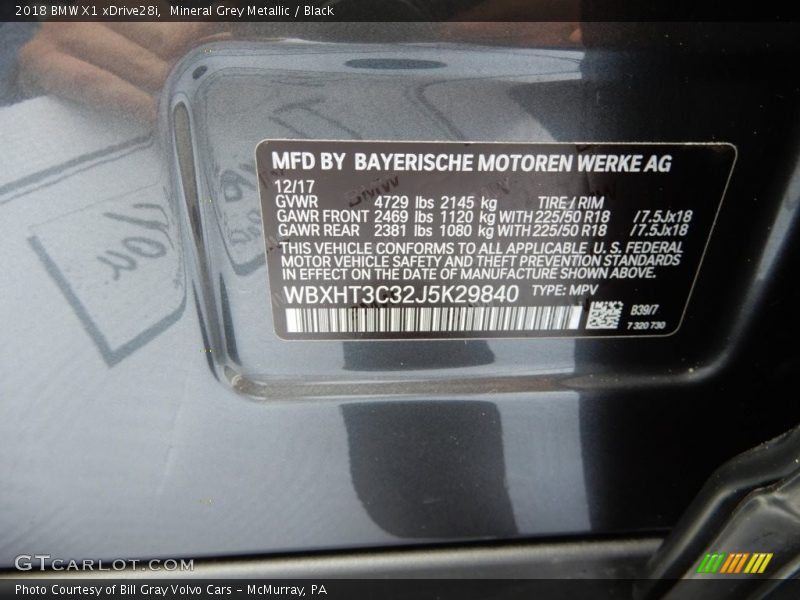 2018 BMW X1 xDrive28i, Mineral Grey Metallic / Black
MFD BY BAYERISCHE MOTOREN WERKE AG
12/17
GVWR 4729 lbs 2145 kg TIRE / RIM
GAWR FRONT 2469 lbs 1120 kg WITH 225/50 R18 /7.5Jx18
GAWR REAR 2381 lbs 1080 kg WITH 225/50 R18 /7.5Jx18
THIS VEHICLE CONFORMS TO ALL APPLICABLE U.S. FEDERAL
MOTOR VEHICLE SAFETY AND THEFT PREVENTION STANDARDS
IN EFFECT ON THE DATE OF MANUFACTURE SHOWN ABOVE.
WBXHT3C32J5K29840 TYPE: MPV
B39/7
7 320 730
GTCARLOT.COM
Photo Courtesy of Bill Gray Volvo Cars – McMurray, PA